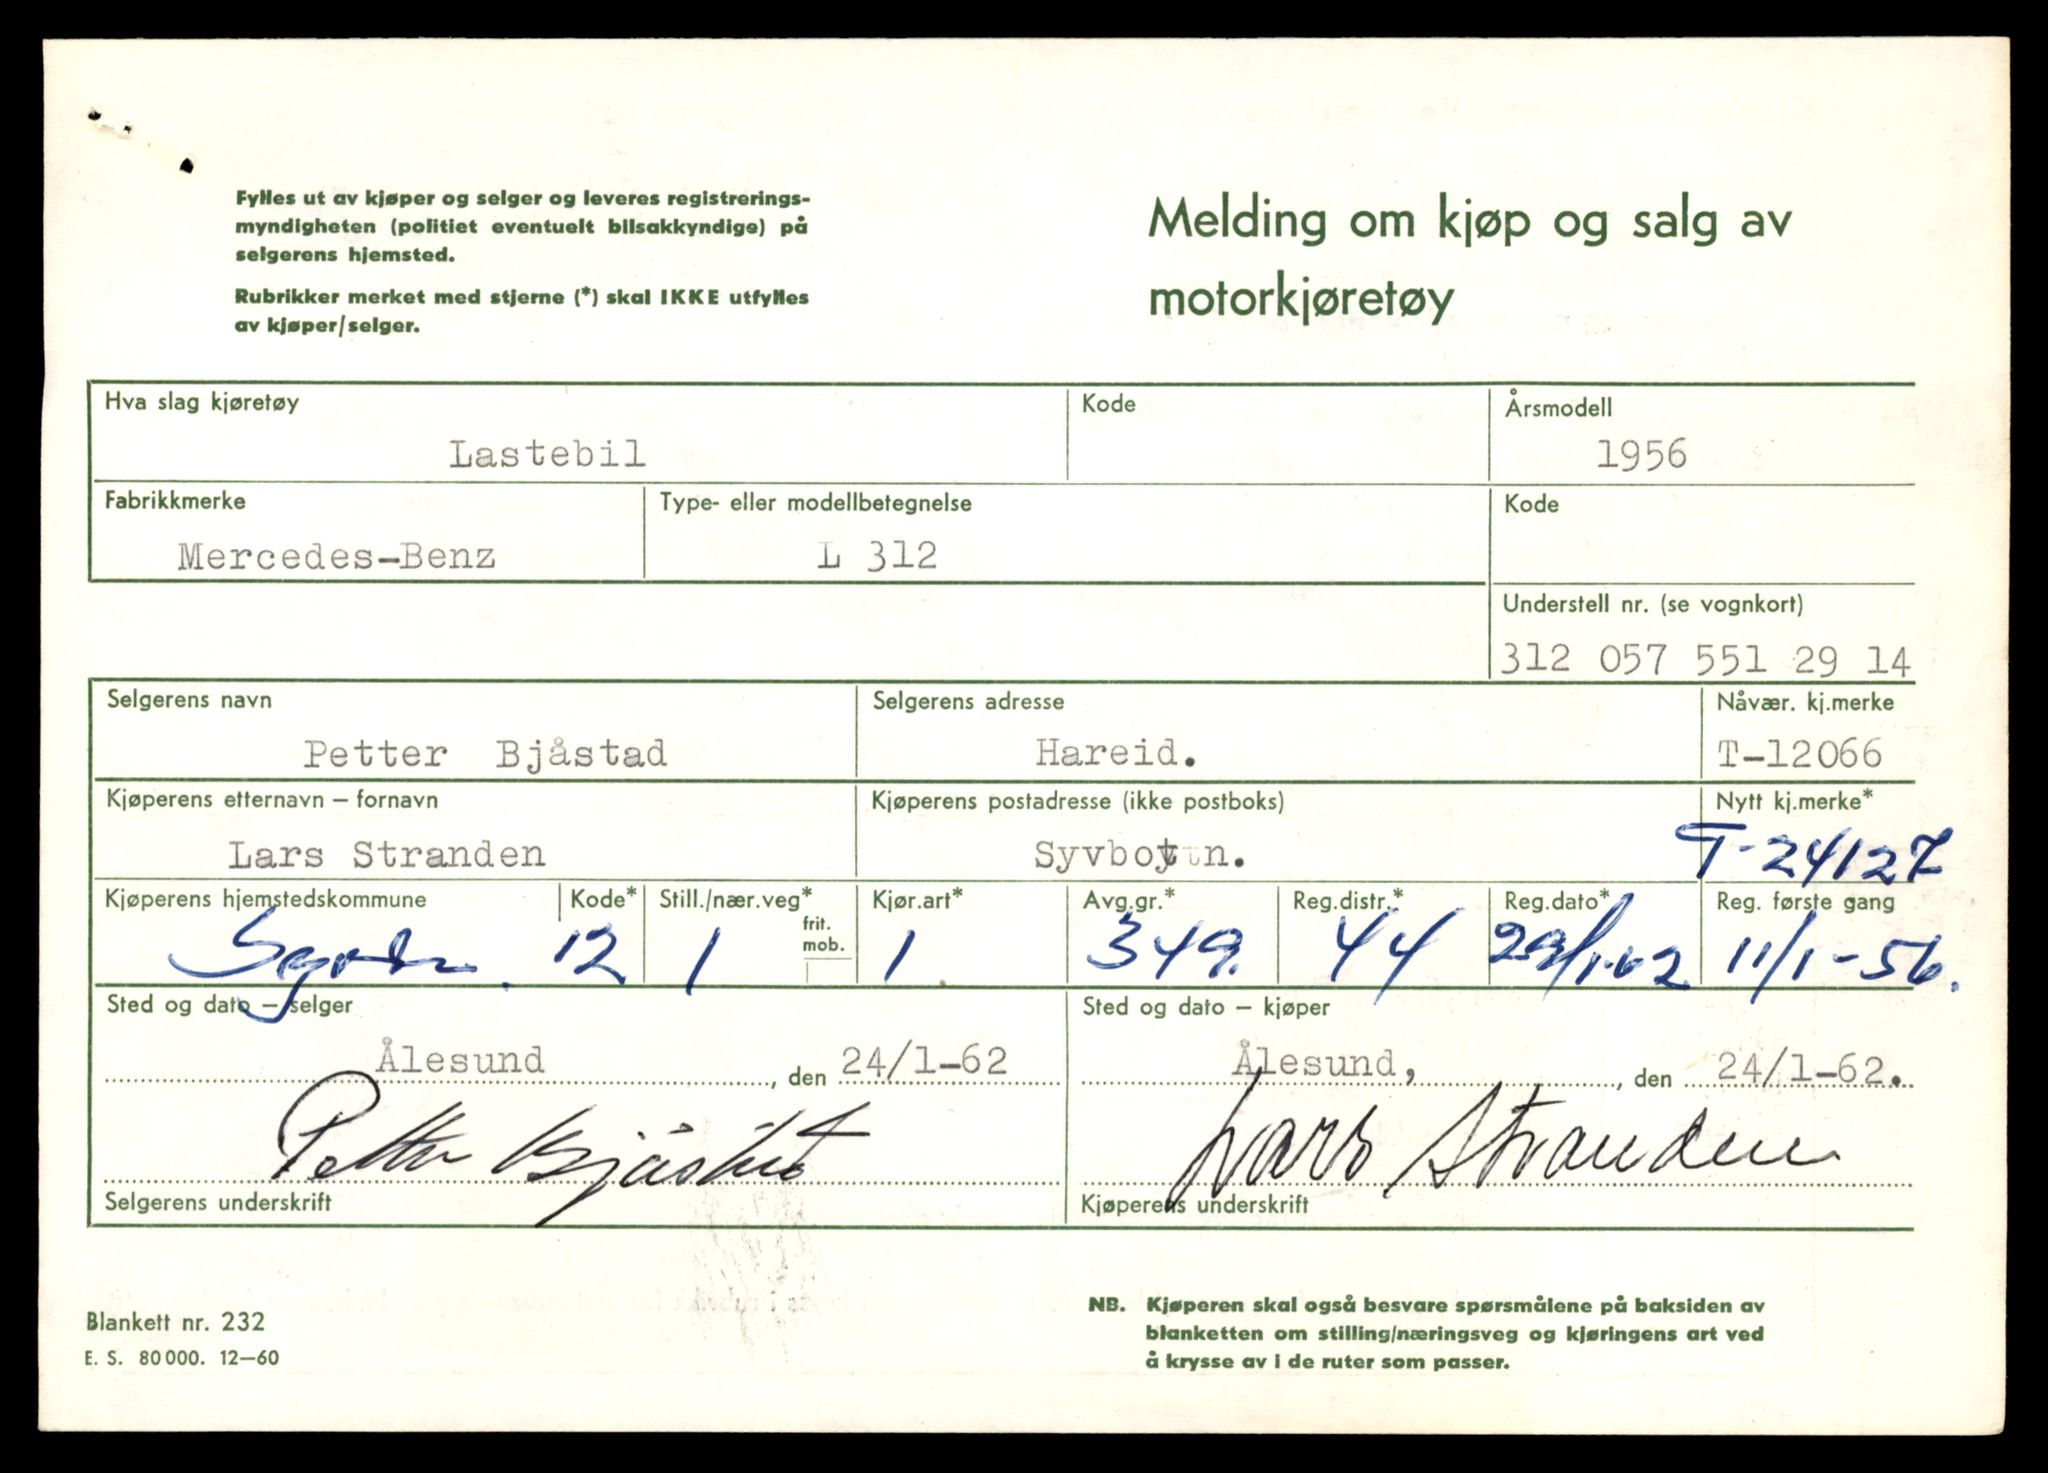 Fylles ut av kjøper og selger og leveres registrerings-
myndigheten (politiet eventuelt bilsakkyndige) på
selgerens hjemsted.
Rubrikker merket med stjerne (*) skal IKKE utfylles
av kjøper/selger.
Melding om kjøp og salg av
motorkjøretøy
Hva slag kjøretøy Kode Årsmodell
Lastebil 1956
Fabrikkmerke Type- eller modellbetegnelse Kode
Mercedes-Benz L 312
Understell nr. (se vognkort)
312 057 551 29 14
Selgerens navn Selgerens adresse Nåvær. kj.merke
Petter Bjåstad Hareid. T-12066
Kjøperens etternavn – fornavn Kjøperens postadresse (ikke postboks) Nytt kj.merke*
Lars Stranden T-24127
Kjøperens hjemstedskommune Kode* Still./nær.veg* Kjør.art* Avg.gr.* Reg.distr.* Reg.dato* Reg. første gang
frit.
mob.
12 1 1 349. 44 29/1-62 11/1-56.
Sted og dato – selger Sted og dato – kjøper
Ålesund, den 24/1-62 Ålesund, den 24/1-62.
Petter Bjåstad Lars Stranden
Selgerens underskrift Kjøperens underskrift
Blankett nr. 232
E. S. 80 000. 12–60
NB. Kjøperen skal også besvare spørsmålene på baksiden av
blanketten om stilling/næringsveg og kjøringens art ved
å krysse av i de ruter som passer.